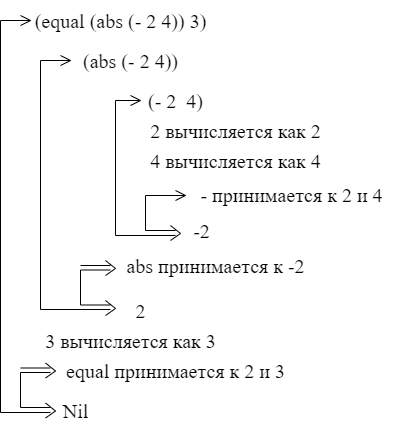 (equal (abs (- 2 4)) 3)
(abs (- 2 4))
(- 2 4)
2 вычисляется как 2
4 вычисляется как 4
- принимается к 2 и 4
-2
abs принимается к -2
2
3 вычисляется как 3
equal принимается к 2 и 3
Nil